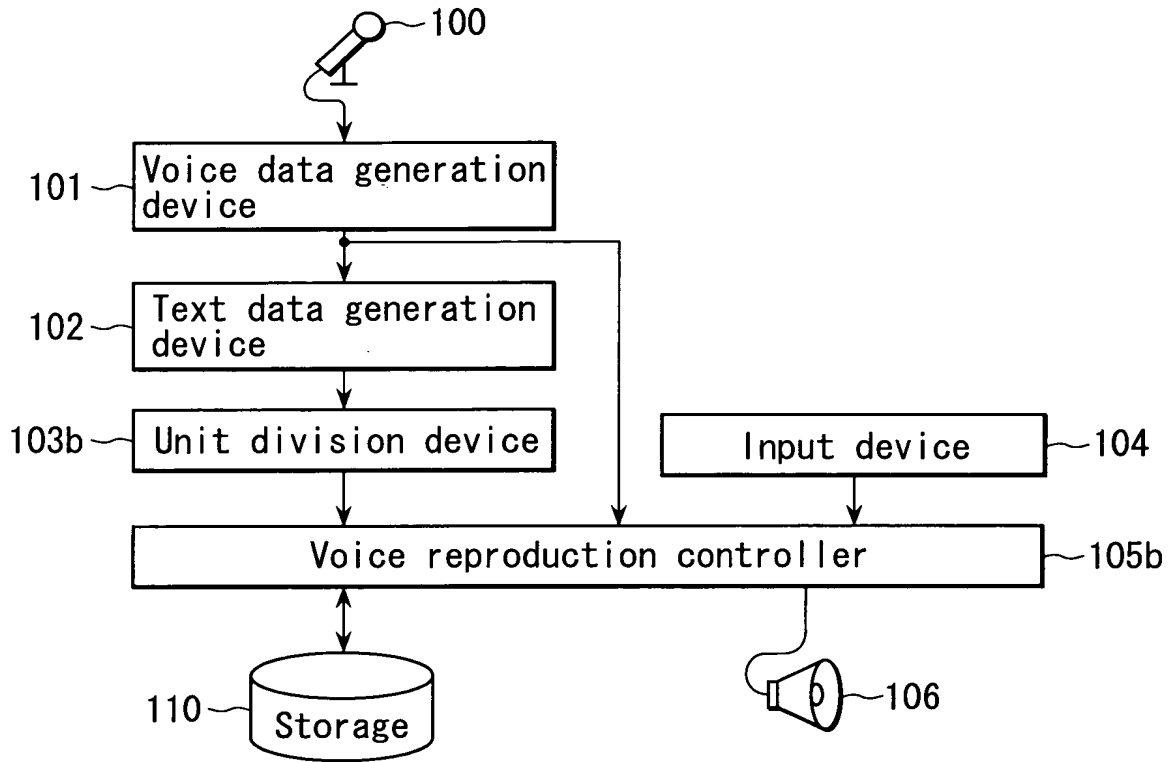 100
101
Voice data generation
device
102
Text data generation
device
103b
Unit division device
Input device
104
Voice reproduction controller
105b
110
Storage
106